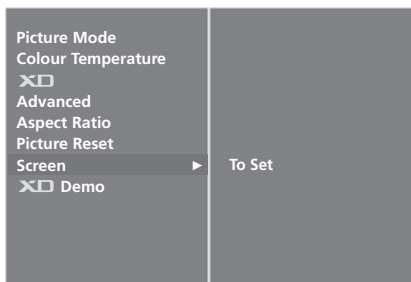 Picture Mode
Colour Temperature
XD
Advanced
Aspect Ratio
Picture Reset
Screen ► To Set
XD Demo